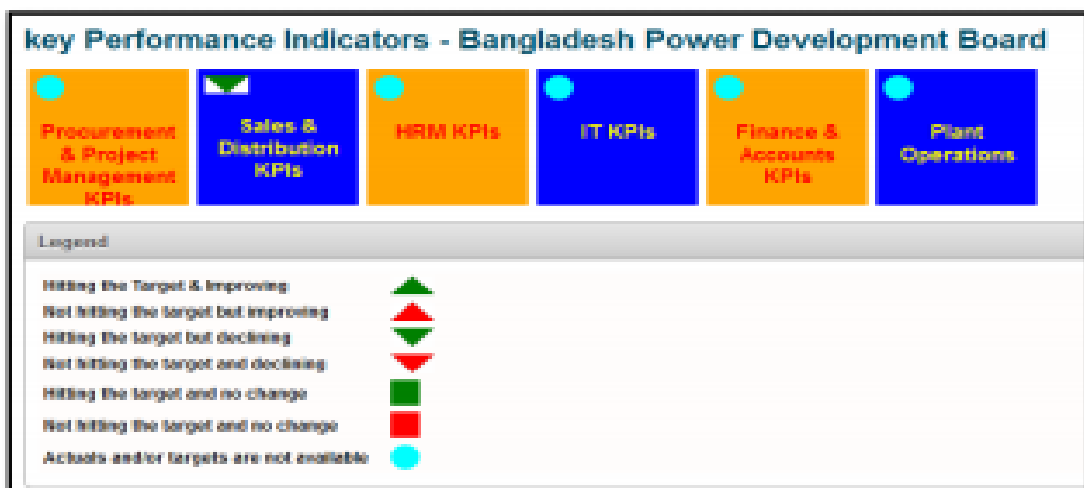 key Performance Indicators - Bangladesh Power Development Board
Procurement
& Project
Management
KPIs
Sales &
Distribution
KPIs
HRM KPIs
IT KPIs
Finance &
Accounts
KPIs
Plant
Operations
Legend
Hitting the Target & Improving
Not hitting the target but improving
Hitting the target but declining
Not hitting the target and declining
Hitting the target and no change
Not hitting the target and no change
Actuals and/or targets are not available